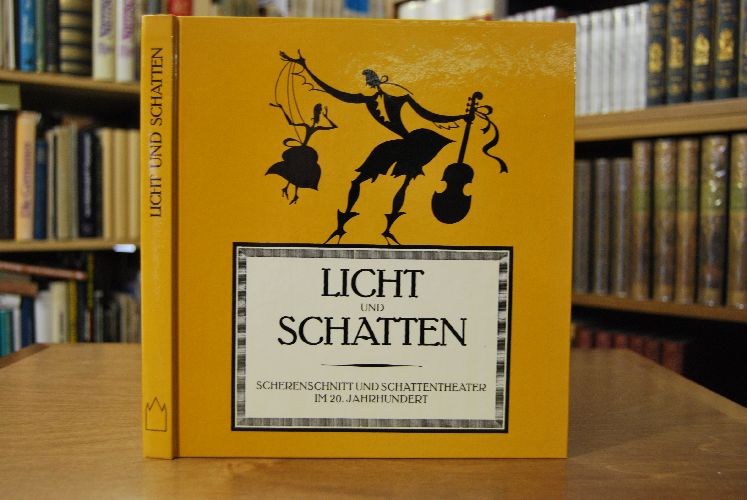 LICHT UND SCHATTEN
LICHT
UND
SCHATTEN
SCHERENSCHNITT UND SCHATTENTHEATER
IM 20. JAHRHUNDERT